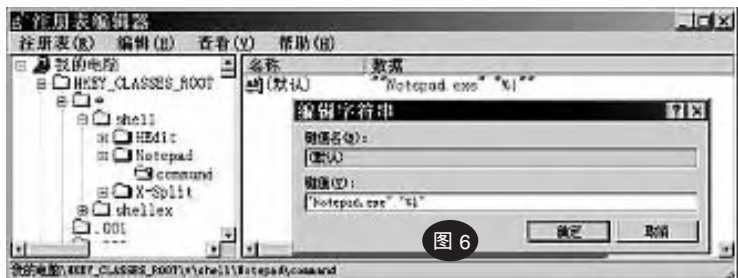 注册表编辑器
注册表(R) 编辑(E) 查看(V) 帮助(H)
我的电脑
HKEY_CLASSES_ROOT
*
shell
HEdit
Notepad
command
X-Split
shellex
.001
名称 数据
(默认) ""Notepad.exe" "%1""
编辑字符串
键值名(N):
(默认)
键值(V):
"Notepad.exe" "%1"
确定 取消
图 6
我的电脑\HKEY_CLASSES_ROOT\*\shell\Notepad\command